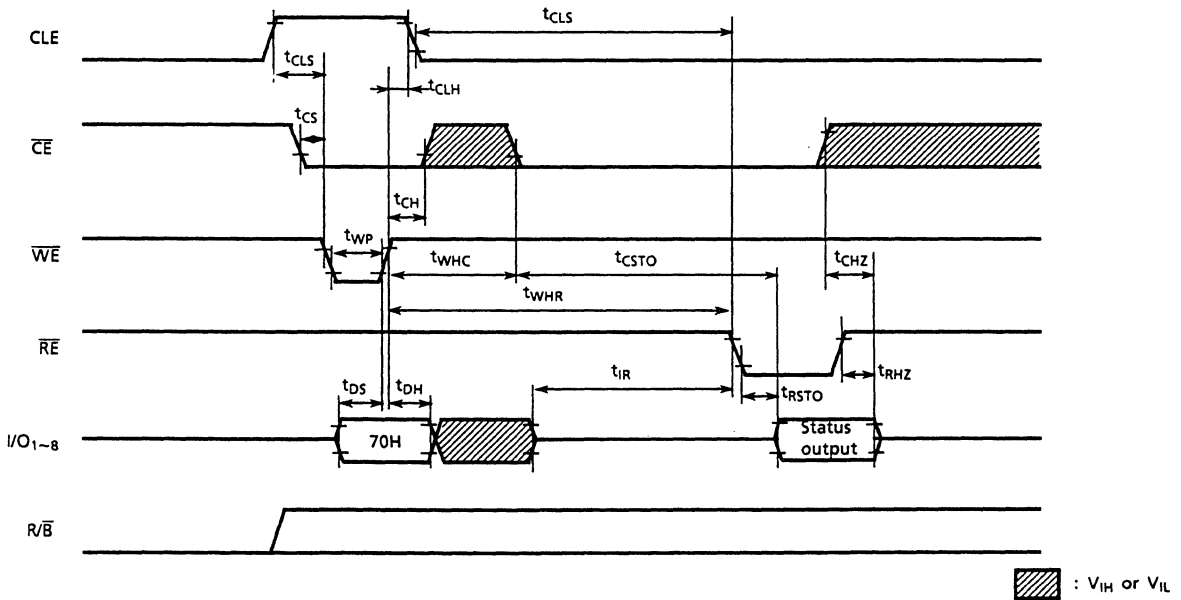 CLE
tCLS
tCLS
tCLH
CE
tCS
tCH
WE
tWP
tWHC
tCSTO
tCHZ
tWHR
RE
tIR
tRHZ
tRSTO
tDS
tDH
I/O1~8
70H
Status
output
R/B
: VIH or VIL